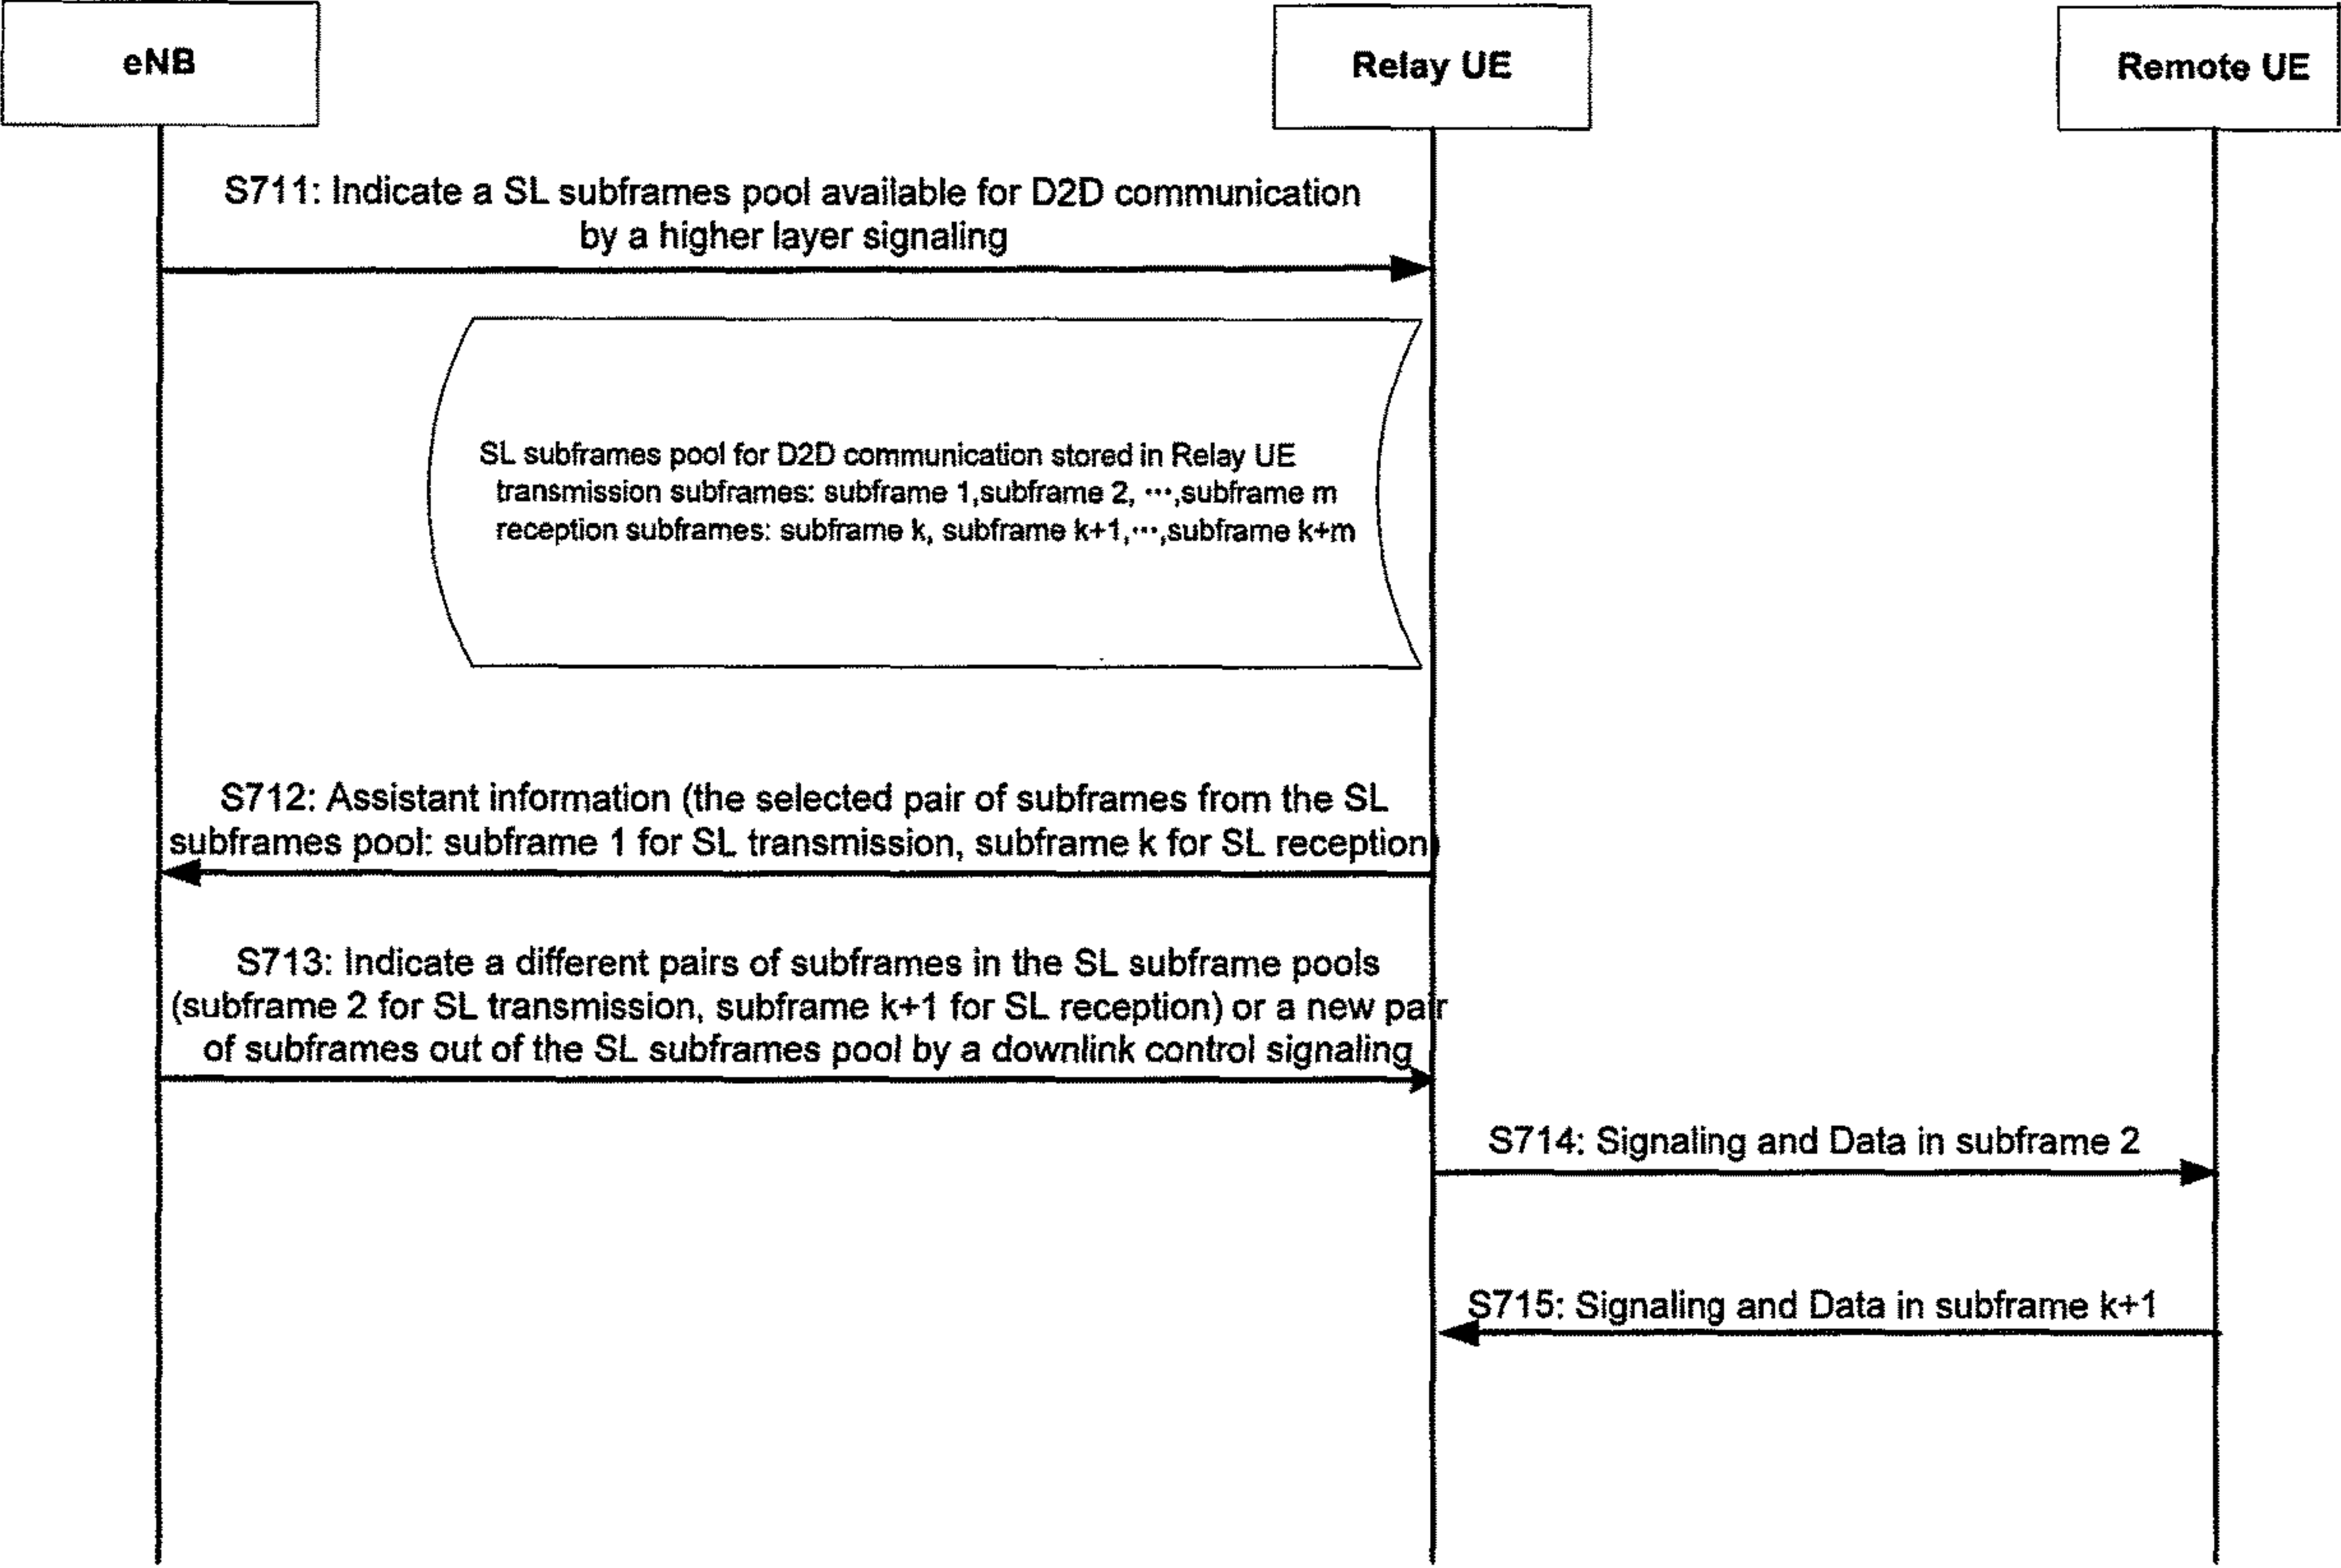 eNB
Relay UE
Remote UE
S711: Indicate a SL subframes pool available for D2D communication
by a higher layer signaling
SL subframes pool for D2D communication stored in Relay UE
transmission subframes: subframe 1,subframe 2, ···,subframe m
reception subframes: subframe k, subframe k+1,···,subframe k+m
S712: Assistant information (the selected pair of subframes from the SL
subframes pool: subframe 1 for SL transmission, subframe k for SL reception)
S713: Indicate a different pairs of subframes in the SL subframe pools
(subframe 2 for SL transmission, subframe k+1 for SL reception) or a new pair
of subframes out of the SL subframes pool by a downlink control signaling
S714: Signaling and Data in subframe 2
S715: Signaling and Data in subframe k+1